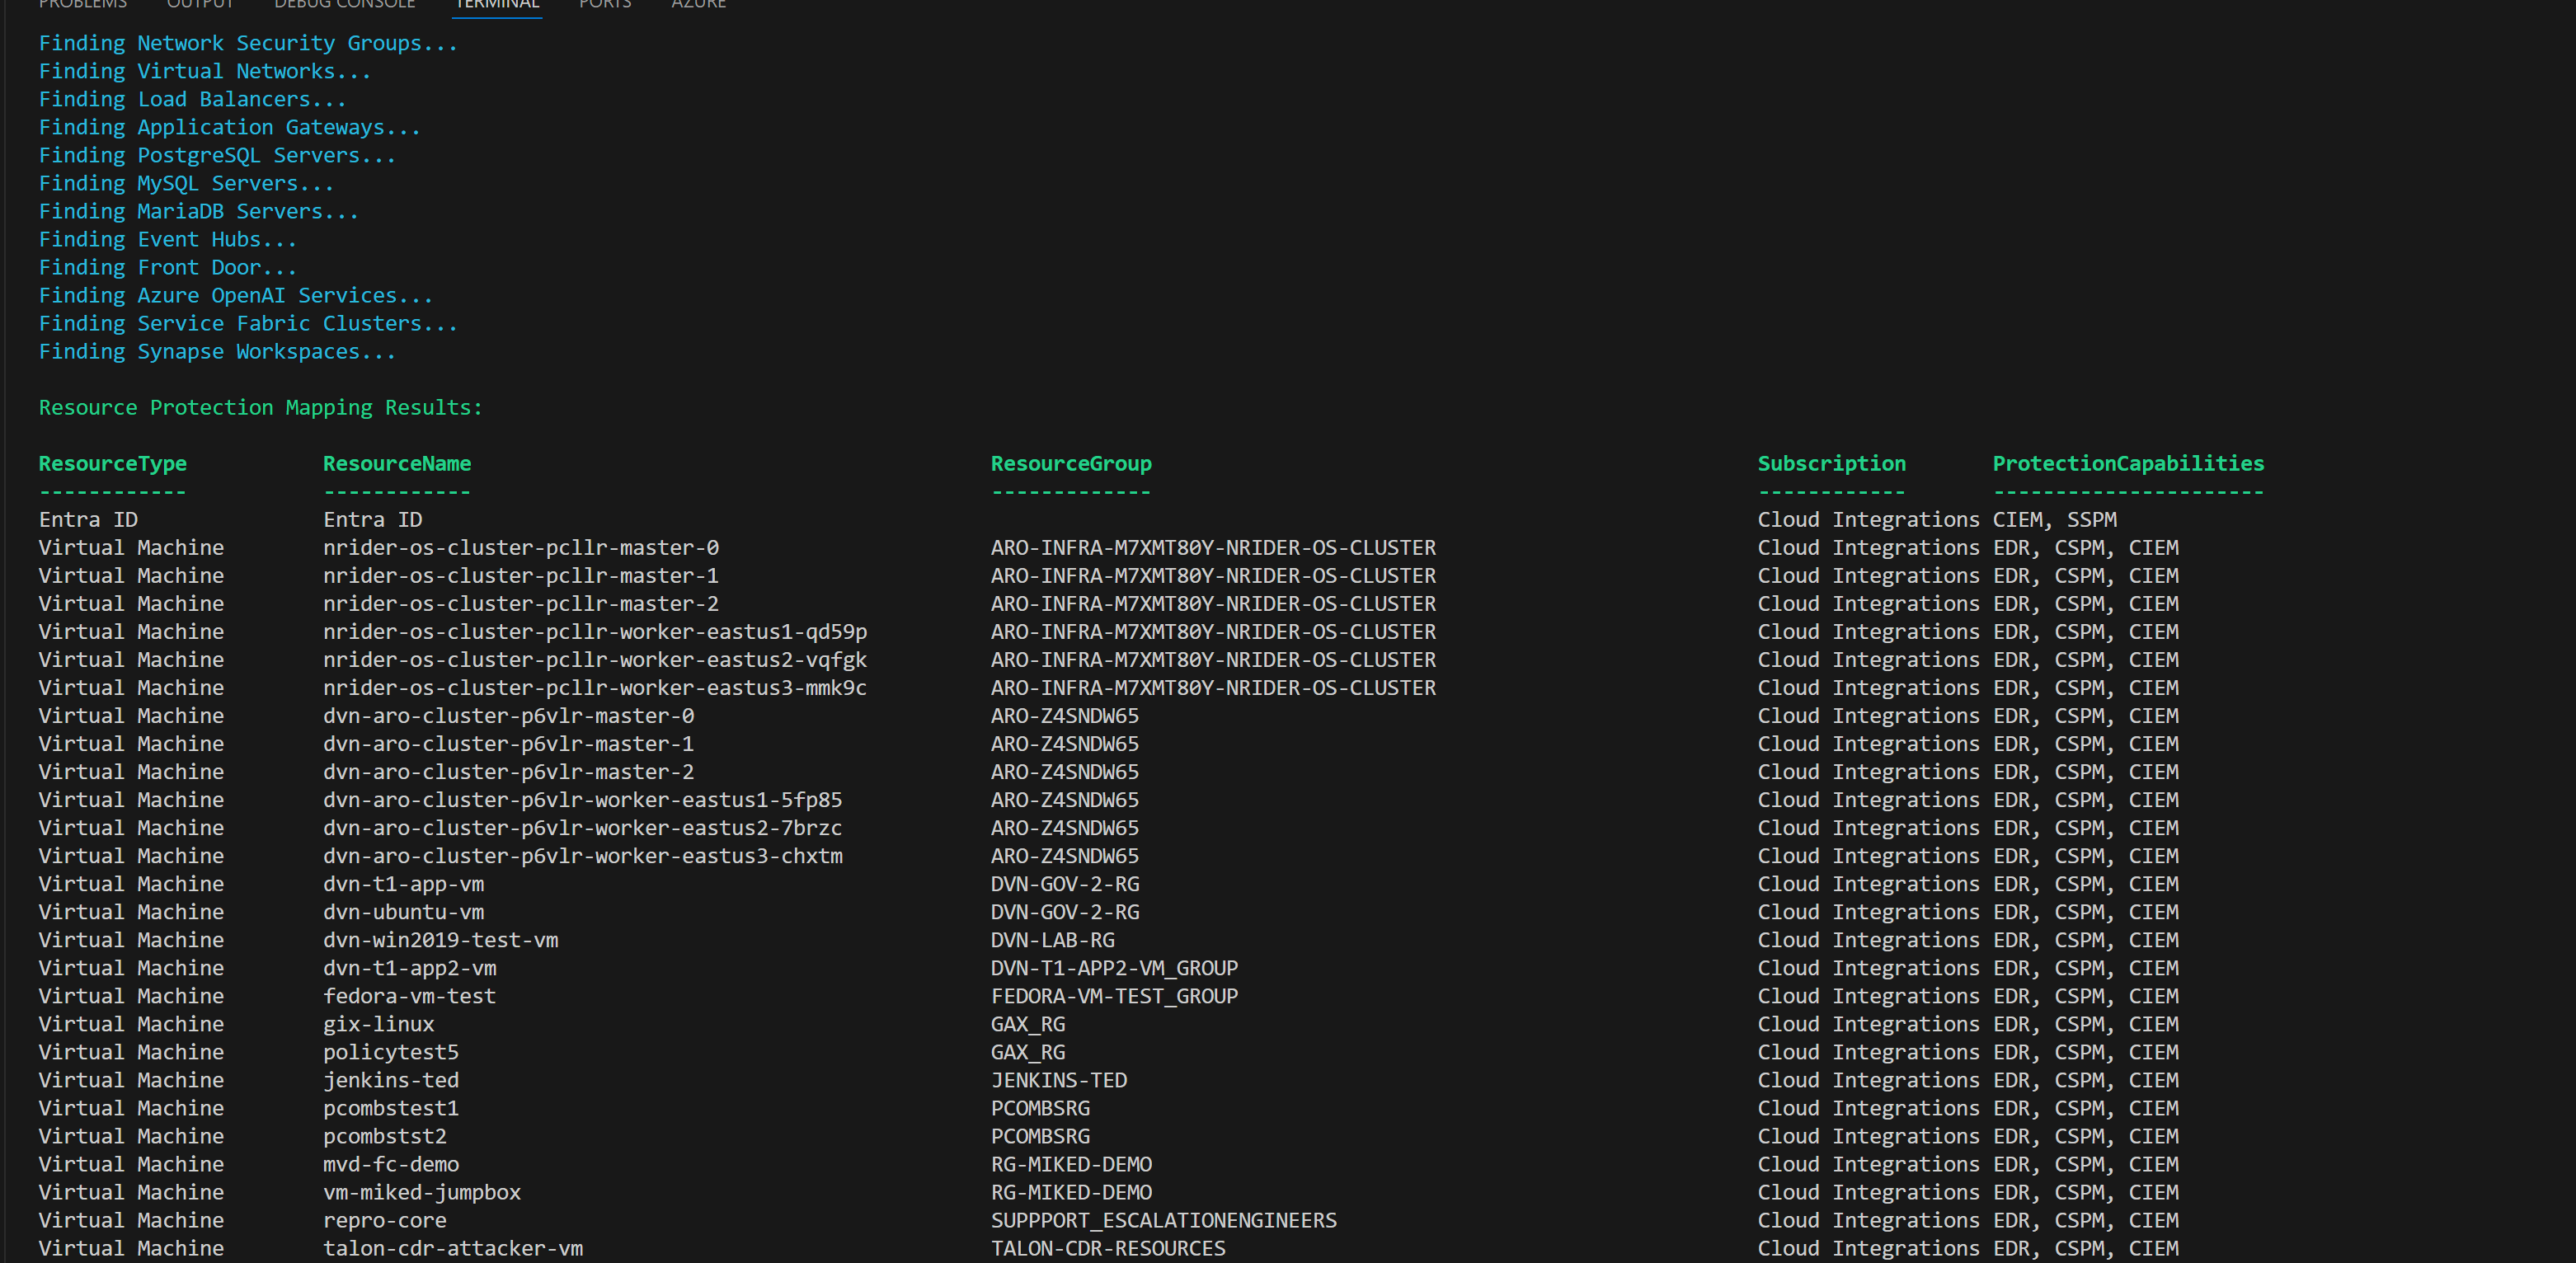 PROBLEMS OUTPUT DEBUG CONSOLE TERMINAL PORTS AZURE
Finding Network Security Groups...
Finding Virtual Networks...
Finding Load Balancers...
Finding Application Gateways...
Finding PostgreSQL Servers...
Finding MySQL Servers...
Finding MariaDB Servers...
Finding Event Hubs...
Finding Front Door...
Finding Azure OpenAI Services...
Finding Service Fabric Clusters...
Finding Synapse Workspaces...
Resource Protection Mapping Results:
ResourceType ResourceName ResourceGroup Subscription ProtectionCapabilities
------------ ------------ ------------- ------------ ----------------------
Entra ID Entra ID Cloud Integrations CIEM, SSPM
Virtual Machine nrider-os-cluster-pcllr-master-0 ARO-INFRA-M7XMT80Y-NRIDER-OS-CLUSTER Cloud Integrations EDR, CSPM, CIEM
Virtual Machine nrider-os-cluster-pcllr-master-1 ARO-INFRA-M7XMT80Y-NRIDER-OS-CLUSTER Cloud Integrations EDR, CSPM, CIEM
Virtual Machine nrider-os-cluster-pcllr-master-2 ARO-INFRA-M7XMT80Y-NRIDER-OS-CLUSTER Cloud Integrations EDR, CSPM, CIEM
Virtual Machine nrider-os-cluster-pcllr-worker-eastus1-qd59p ARO-INFRA-M7XMT80Y-NRIDER-OS-CLUSTER Cloud Integrations EDR, CSPM, CIEM
Virtual Machine nrider-os-cluster-pcllr-worker-eastus2-vqfgk ARO-INFRA-M7XMT80Y-NRIDER-OS-CLUSTER Cloud Integrations EDR, CSPM, CIEM
Virtual Machine nrider-os-cluster-pcllr-worker-eastus3-mmk9c ARO-INFRA-M7XMT80Y-NRIDER-OS-CLUSTER Cloud Integrations EDR, CSPM, CIEM
Virtual Machine dvn-aro-cluster-p6vlr-master-0 ARO-Z4SNDW65 Cloud Integrations EDR, CSPM, CIEM
Virtual Machine dvn-aro-cluster-p6vlr-master-1 ARO-Z4SNDW65 Cloud Integrations EDR, CSPM, CIEM
Virtual Machine dvn-aro-cluster-p6vlr-master-2 ARO-Z4SNDW65 Cloud Integrations EDR, CSPM, CIEM
Virtual Machine dvn-aro-cluster-p6vlr-worker-eastus1-5fp85 ARO-Z4SNDW65 Cloud Integrations EDR, CSPM, CIEM
Virtual Machine dvn-aro-cluster-p6vlr-worker-eastus2-7brzc ARO-Z4SNDW65 Cloud Integrations EDR, CSPM, CIEM
Virtual Machine dvn-aro-cluster-p6vlr-worker-eastus3-chxtm ARO-Z4SNDW65 Cloud Integrations EDR, CSPM, CIEM
Virtual Machine dvn-t1-app-vm DVN-GOV-2-RG Cloud Integrations EDR, CSPM, CIEM
Virtual Machine dvn-ubuntu-vm DVN-GOV-2-RG Cloud Integrations EDR, CSPM, CIEM
Virtual Machine dvn-win2019-test-vm DVN-LAB-RG Cloud Integrations EDR, CSPM, CIEM
Virtual Machine dvn-t1-app2-vm DVN-T1-APP2-VM_GROUP Cloud Integrations EDR, CSPM, CIEM
Virtual Machine fedora-vm-test FEDORA-VM-TEST_GROUP Cloud Integrations EDR, CSPM, CIEM
Virtual Machine gix-linux GAX_RG Cloud Integrations EDR, CSPM, CIEM
Virtual Machine policytest5 GAX_RG Cloud Integrations EDR, CSPM, CIEM
Virtual Machine jenkins-ted JENKINS-TED Cloud Integrations EDR, CSPM, CIEM
Virtual Machine pcombstest1 PCOMBSRG Cloud Integrations EDR, CSPM, CIEM
Virtual Machine pcombstst2 PCOMBSRG Cloud Integrations EDR, CSPM, CIEM
Virtual Machine mvd-fc-demo RG-MIKED-DEMO Cloud Integrations EDR, CSPM, CIEM
Virtual Machine vm-miked-jumpbox RG-MIKED-DEMO Cloud Integrations EDR, CSPM, CIEM
Virtual Machine repro-core SUPPPORT_ESCALATIONENGINEERS Cloud Integrations EDR, CSPM, CIEM
Virtual Machine talon-cdr-attacker-vm TALON-CDR-RESOURCES Cloud Integrations EDR, CSPM, CIEM